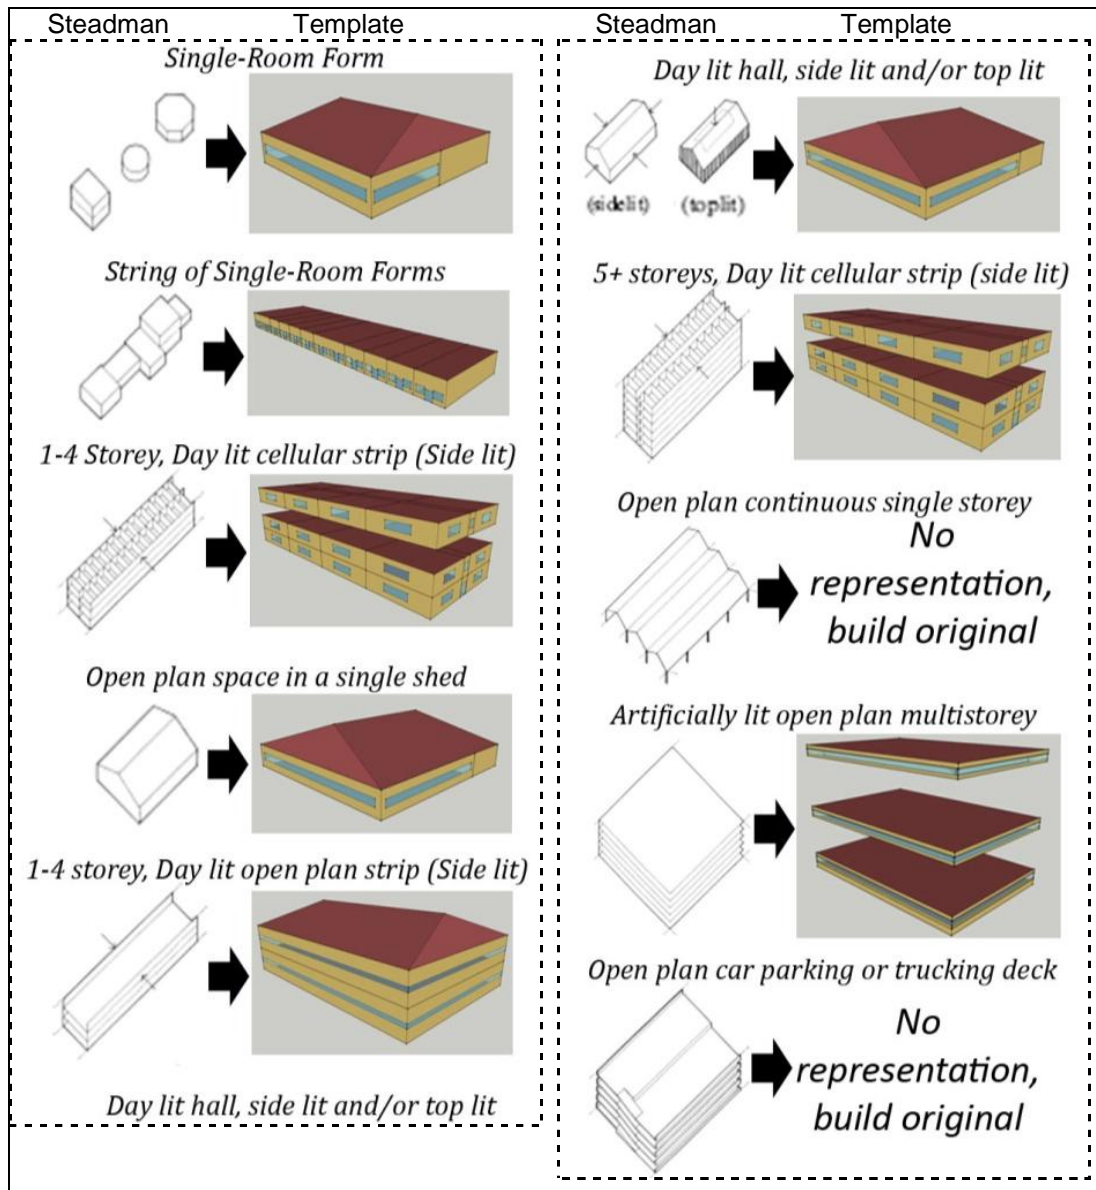 Steadman Template
Single-Room Form
String of Single-Room Forms
1-4 Storey, Day lit cellular strip (Side lit)
Open plan space in a single shed
1-4 storey, Day lit open plan strip (Side lit)
Day lit hall, side lit and/or top lit
Steadman Template
Day lit hall, side lit and/or top lit
(sidelit) (toplit)
5+ storeys, Day lit cellular strip (side lit)
Open plan continuous single storey
No
representation,
build original
Artificially lit open plan multistorey
Open plan car parking or trucking deck
No
representation,
build original